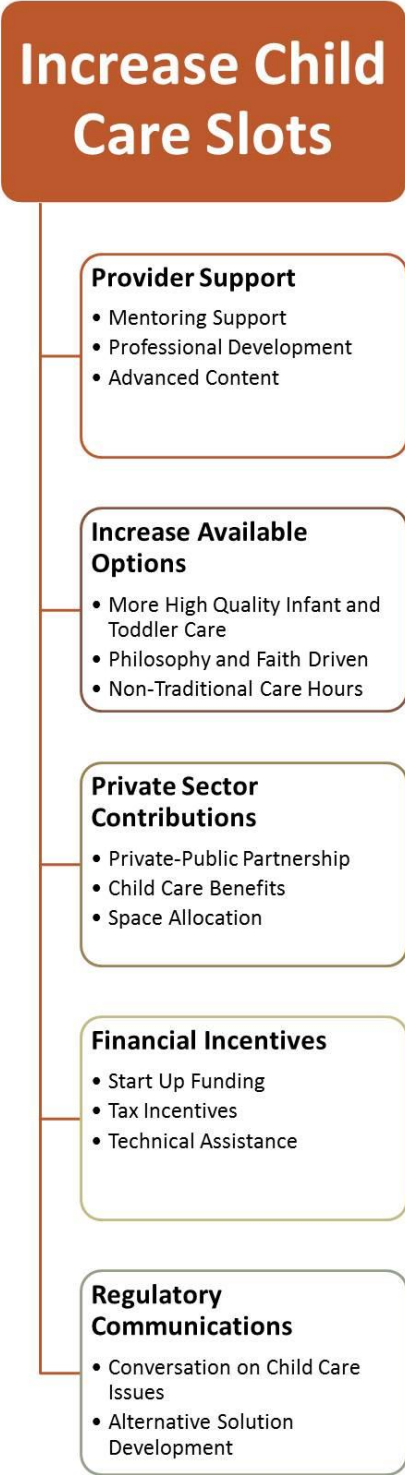 Increase Child
Care Slots
Provider Support
• Mentoring Support
• Professional Development
• Advanced Content
Increase Available
Options
• More High Quality Infant and
Toddler Care
• Philosophy and Faith Driven
• Non-Traditional Care Hours
Private Sector
Contributions
• Private-Public Partnership
• Child Care Benefits
• Space Allocation
Financial Incentives
• Start Up Funding
• Tax Incentives
• Technical Assistance
Regulatory
Communications
• Conversation on Child Care
Issues
• Alternative Solution
Development